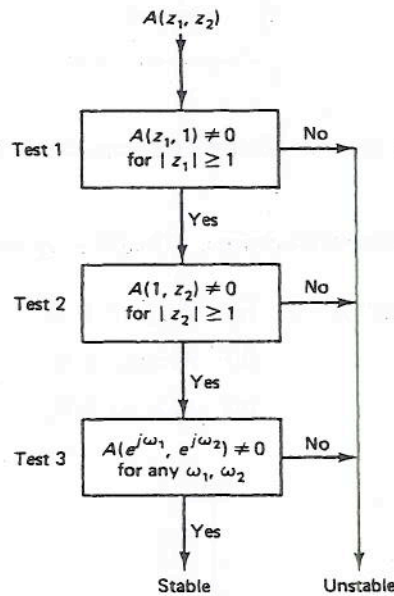 A(z₁, z₂)
Test 1
A(z₁, 1) ≠ 0
for | z₁ | ≥ 1
No
Yes
Test 2
A(1, z₂) ≠ 0
for | z₂ | ≥ 1
No
Yes
Test 3
A(e^{jω₁}, e^{jω₂}) ≠ 0
for any ω₁, ω₂
No
Yes
Stable
Unstable